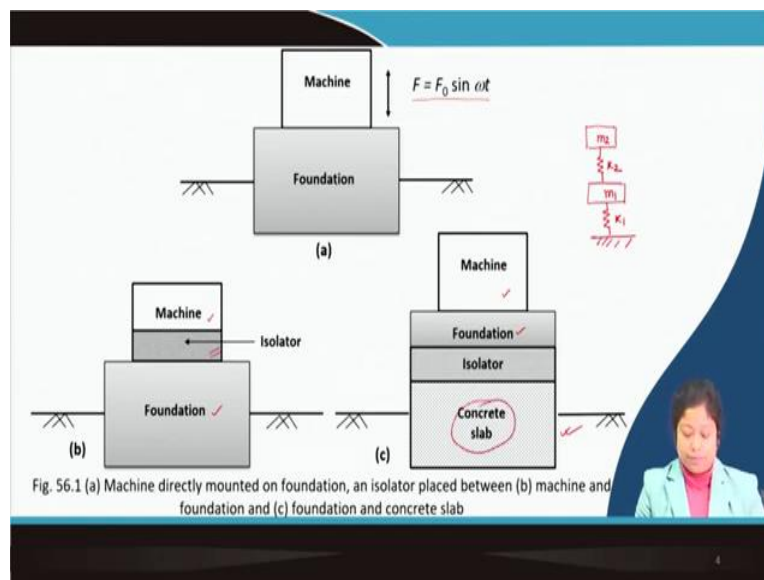 Machine
F = F₀ sin ωt
Foundation
(a)
m₂
K₂
m₁
K₁
Machine
Isolator
Foundation
(b)
Machine
Foundation
Isolator
Concrete
slab
(c)
Fig. 56.1 (a) Machine directly mounted on foundation, an isolator placed between (b) machine and
foundation and (c) foundation and concrete slab
4